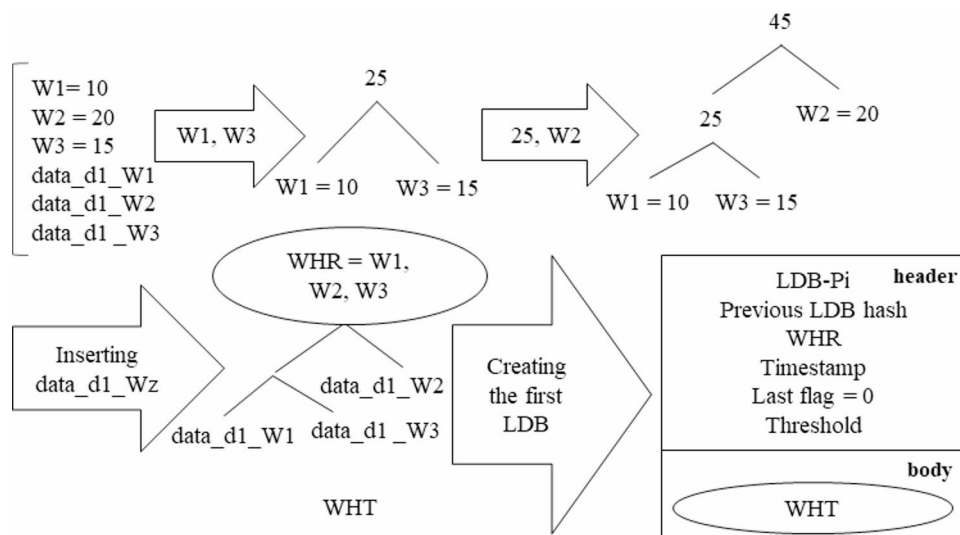 W1= 10
W2 = 20
W3 = 15
data_d1_W1
data_d1_W2
data_d1 _W3
W1, W3
25
W1 = 10
W3 = 15
25, W2
45
25
W2 = 20
W1 = 10
W3 = 15
Inserting
data_d1_Wz
WHR = W1,
W2, W3
data_d1_W2
data_d1_W1
data_d1 _W3
WHT
Creating
the first
LDB
header
LDB-Pi
Previous LDB hash
WHR
Timestamp
Last flag = 0
Threshold
body
WHT